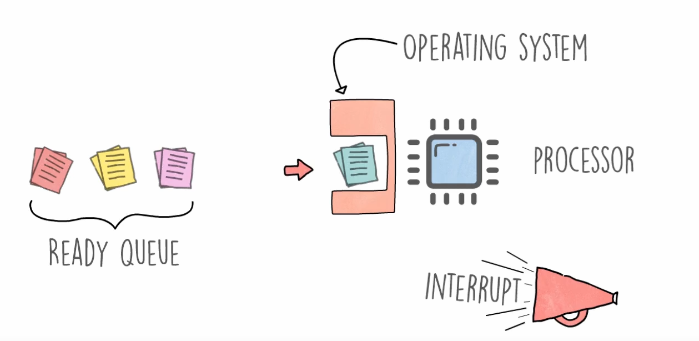 OPERATING SYSTEM
PROCESSOR
READY QUEUE
INTERRUPT